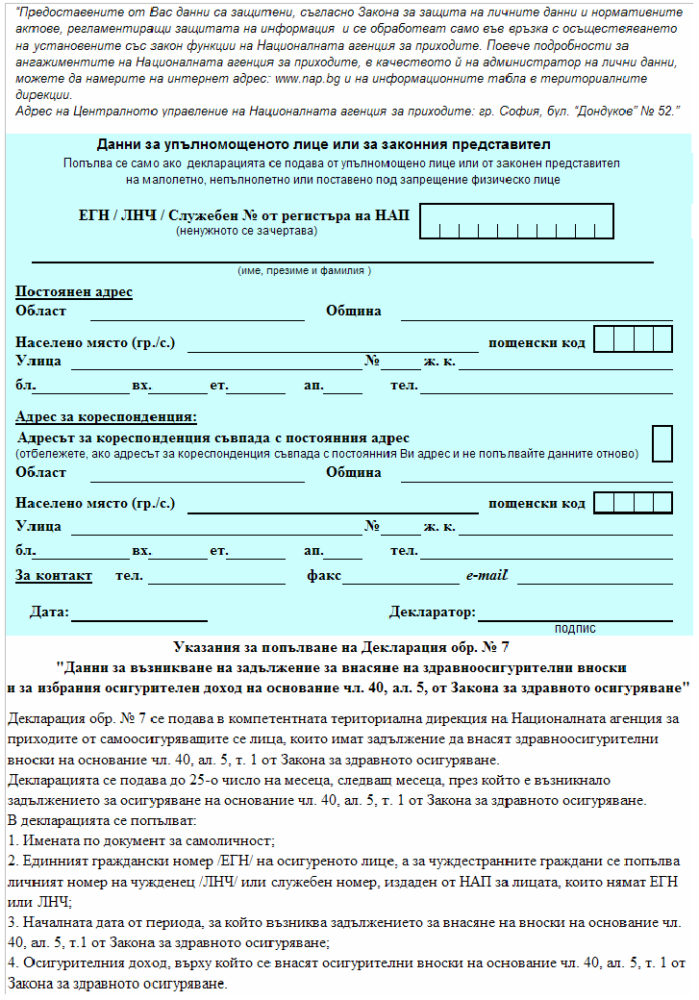 “Предоставените от Вас данни са защитени, съгласно Закона за защита на личните данни и нормативните
актове, регламентиращи защитата на информация и се обработват само във връзка с осъществяването
на установените със закон функции на Националната агенция за приходите. Повече подробности за
ангажиментите на Националната агенция за приходите, в качеството й на администратор на лични данни,
можете да намерите на интернет адрес: www.nap.bg и на информационните табла в териториалните
дирекции.
Адрес на Централното управление на Националната агенция за приходите: гр. София, бул. “Дондуков” № 52.”
Данни за упълномощеното лице или за законния представител
Попълва се само ако декларацията се подава от упълномощено лице или от законен представител
на малолетно, непълнолетно или поставено под запрещение физическо лице
ЕГН / ЛНЧ / Служебен № от регистъра на НАП
(ненужното се зачертава)
(име, презиме и фамилия )
Постоянен адрес
Област Община
Населено място (гр./с.) пощенски код
Улица № ж. к.
бл. вх. ет. ап. тел.
Адрес за кореспонденция:
Адресът за кореспонденция съвпада с постоянния адрес
(отбележете, ако адресът за кореспонденция съвпада с постоянния Ви адрес и не попълвайте данните отново)
Област Община
Населено място (гр./с.) пощенски код
Улица № ж. к.
бл. вх. ет. ап. тел.
За контакт тел. факс e-mail
Дата: Декларатор:
подпис
Указания за попълване на Декларация обр. № 7
"Данни за възникване на задължение за внасяне на здравноосигурителни вноски
и за избрания осигурителен доход на основание чл. 40, ал. 5, от Закона за здравното осигуряване"
Декларация обр. № 7 се подава в компетентната териториална дирекция на Националната агенция за
приходите от самоосигуряващите се лица, които имат задължение да внасят здравноосигурителни
вноски на основание чл. 40, ал. 5, т. 1 от Закона за здравното осигуряване.
Декларацията се подава до 25-о число на месеца, следващ месеца, през който е възникнало
задължението за осигуряване на основание чл. 40, ал. 5, т. 1 от Закона за здравното осигуряване.
В декларацията се попълват:
1. Имената по документ за самоличност;
2. Единният граждански номер /ЕГН/ на осигуреното лице, а за чуждестранните граждани се попълва
личният номер на чужденец /ЛНЧ/ или служебен номер, издаден от НАП за лицата, които нямат ЕГН
или ЛНЧ;
3. Началната дата от периода, за който възниква задължението за внасяне на вноски на основание чл.
40, ал. 5, т.1 от Закона за здравното осигуряване;
4. Осигурителния доход, върху който се внасят осигурителни вноски на основание чл. 40, ал. 5, т. 1 от
Закона за здравното осигуряване.